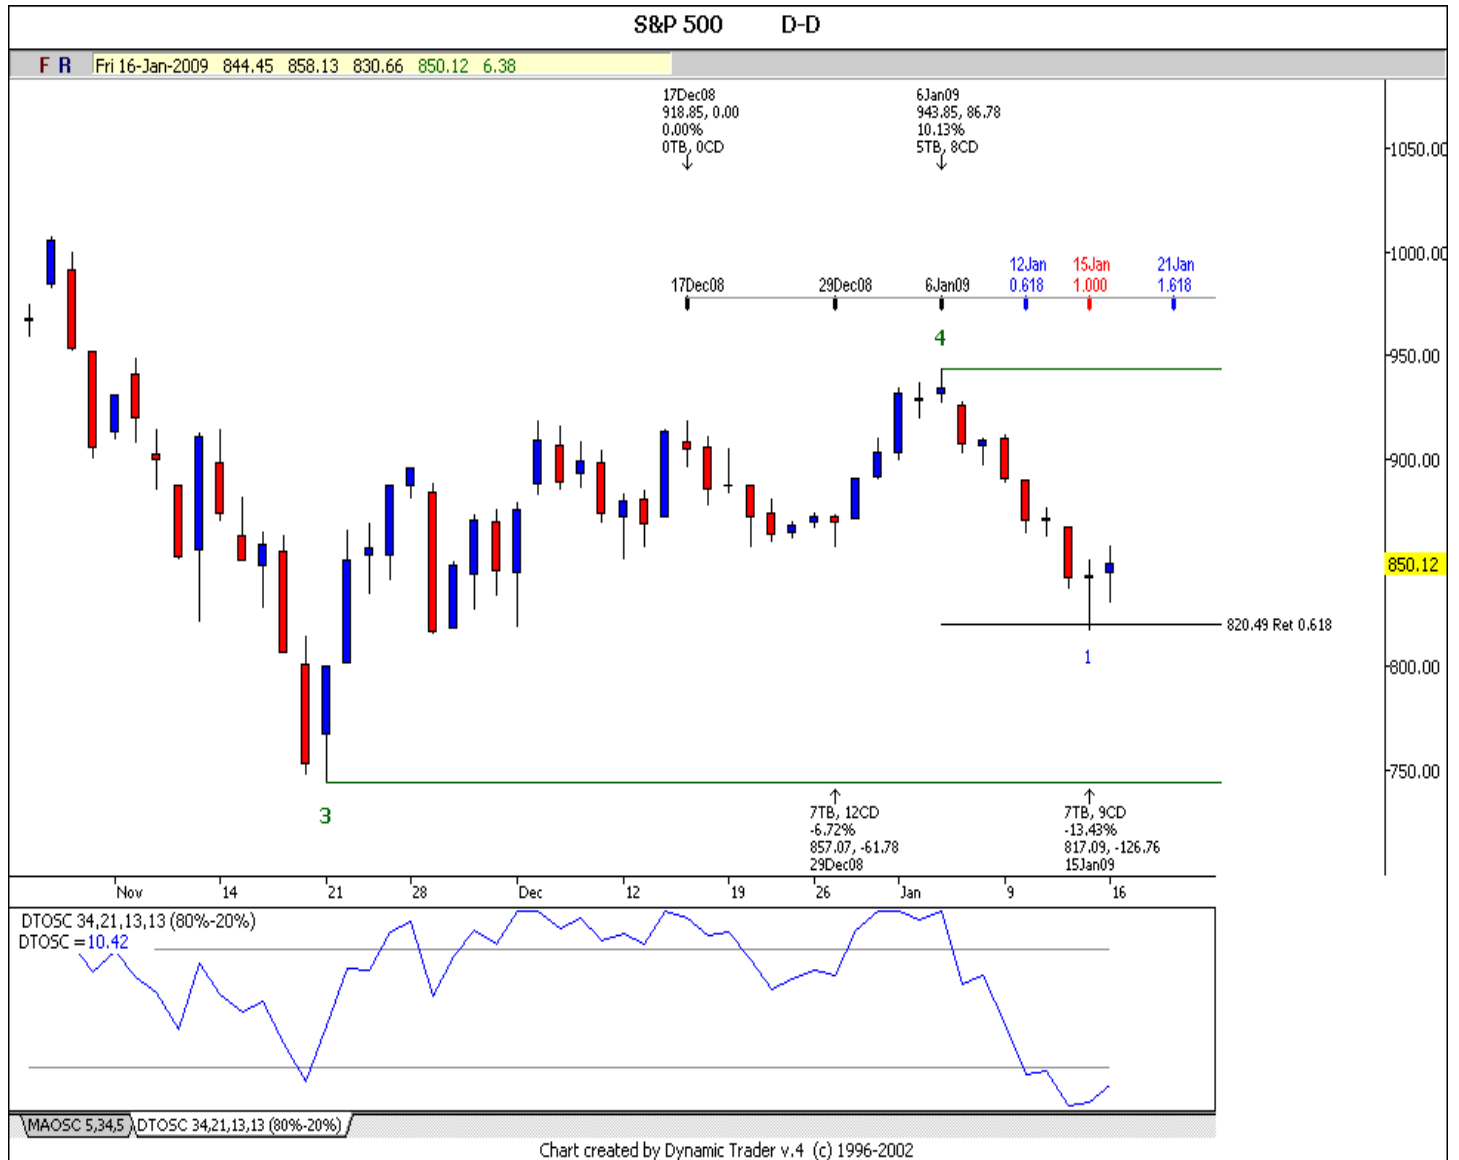 S&P 500 D-D
F R Fri 16-Jan-2009 844.45 858.13 830.66 850.12 6.38
17Dec08
918.85, 0.00
0.00%
0TB, 0CD
6Jan09
943.85, 86.78
10.13%
5TB, 8CD
1050.00
1000.00
950.00
900.00
850.12
800.00
750.00
17Dec08
29Dec08
6Jan09
12Jan
0.618
15Jan
1.000
21Jan
1.618
4
820.49 Ret 0.618
1
3
7TB, 12CD
-6.72%
857.07, -61.78
29Dec08
7TB, 9CD
-13.43%
817.09, -126.76
15Jan09
Nov 14 21 28 Dec 12 19 26 Jan 9 16
DTOSC 34,21,13,13 (80%-20%)
DTOSC =10.42
MAOSC 5,34,5 DTOSC 34,21,13,13 (80%-20%)
Chart created by Dynamic Trader v.4 (c) 1996-2002